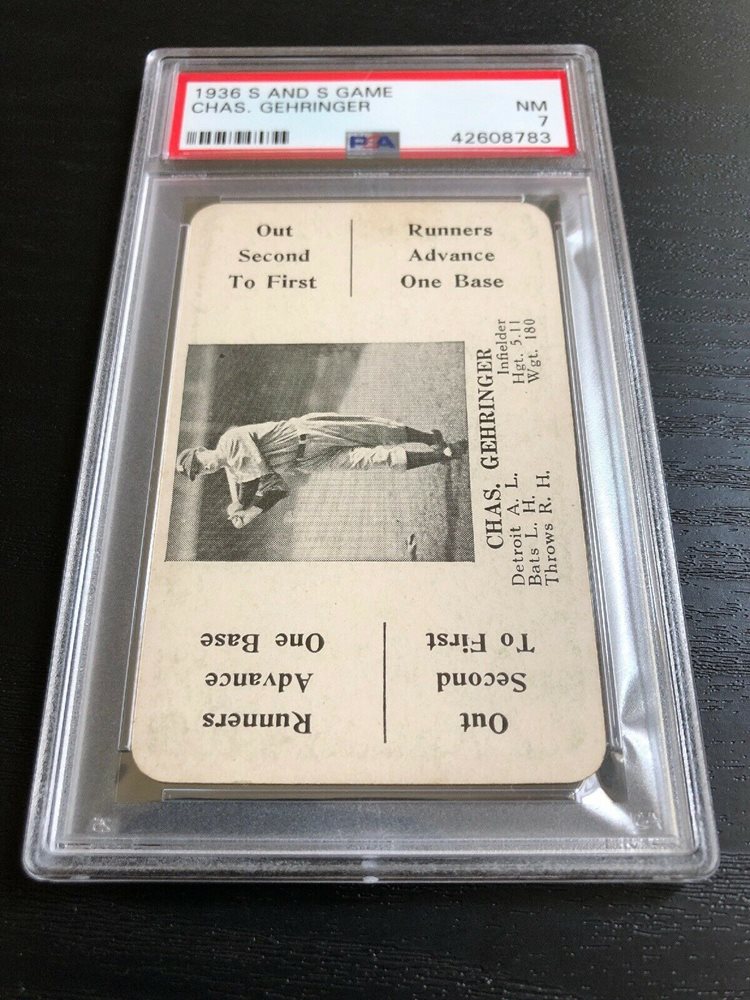 1936 S AND S GAME
CHAS. GEHRINGER
NM
7
PSA
42608783
Out
Second
To First
Runners
Advance
One Base
CHAS. GEHRINGER
Detroit A. L.
Infielder
Bats L. H.
Hgt. 5.11
Throws R. H.
Wgt. 180
Out
Second
To First
Runners
Advance
One Base